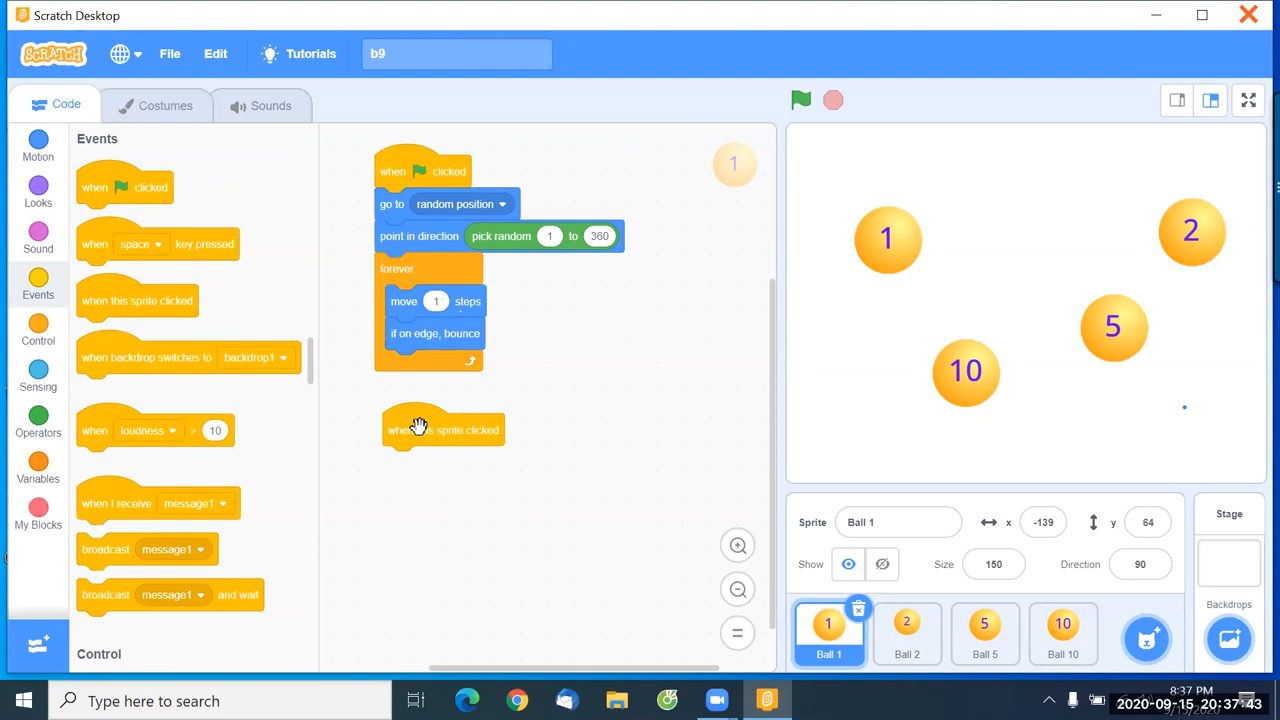 Scratch Desktop
SCRATCH
File
Edit
Tutorials
b9
Code
Costumes
Sounds
Motion
Looks
Sound
Events
Control
Sensing
Operators
Variables
My Blocks
Events
when clicked
when space key pressed
when this sprite clicked
when backdrop switches to backdrop1
when loudness > 10
when I receive message1
broadcast message1
broadcast message1 and wait
Control
when clicked
go to random position
point in direction pick random 1 to 360
forever
move 1 steps
if on edge, bounce
sprite clicked
1
1
2
5
10
Sprite
Ball 1
x
-139
y
64
Show
Size
150
Direction
90
1
2
5
10
Ball 1
Ball 2
Ball 5
Ball 10
Stage
Backdrops
Type here to search
8:37 PM
2020-09-15 20:37:43